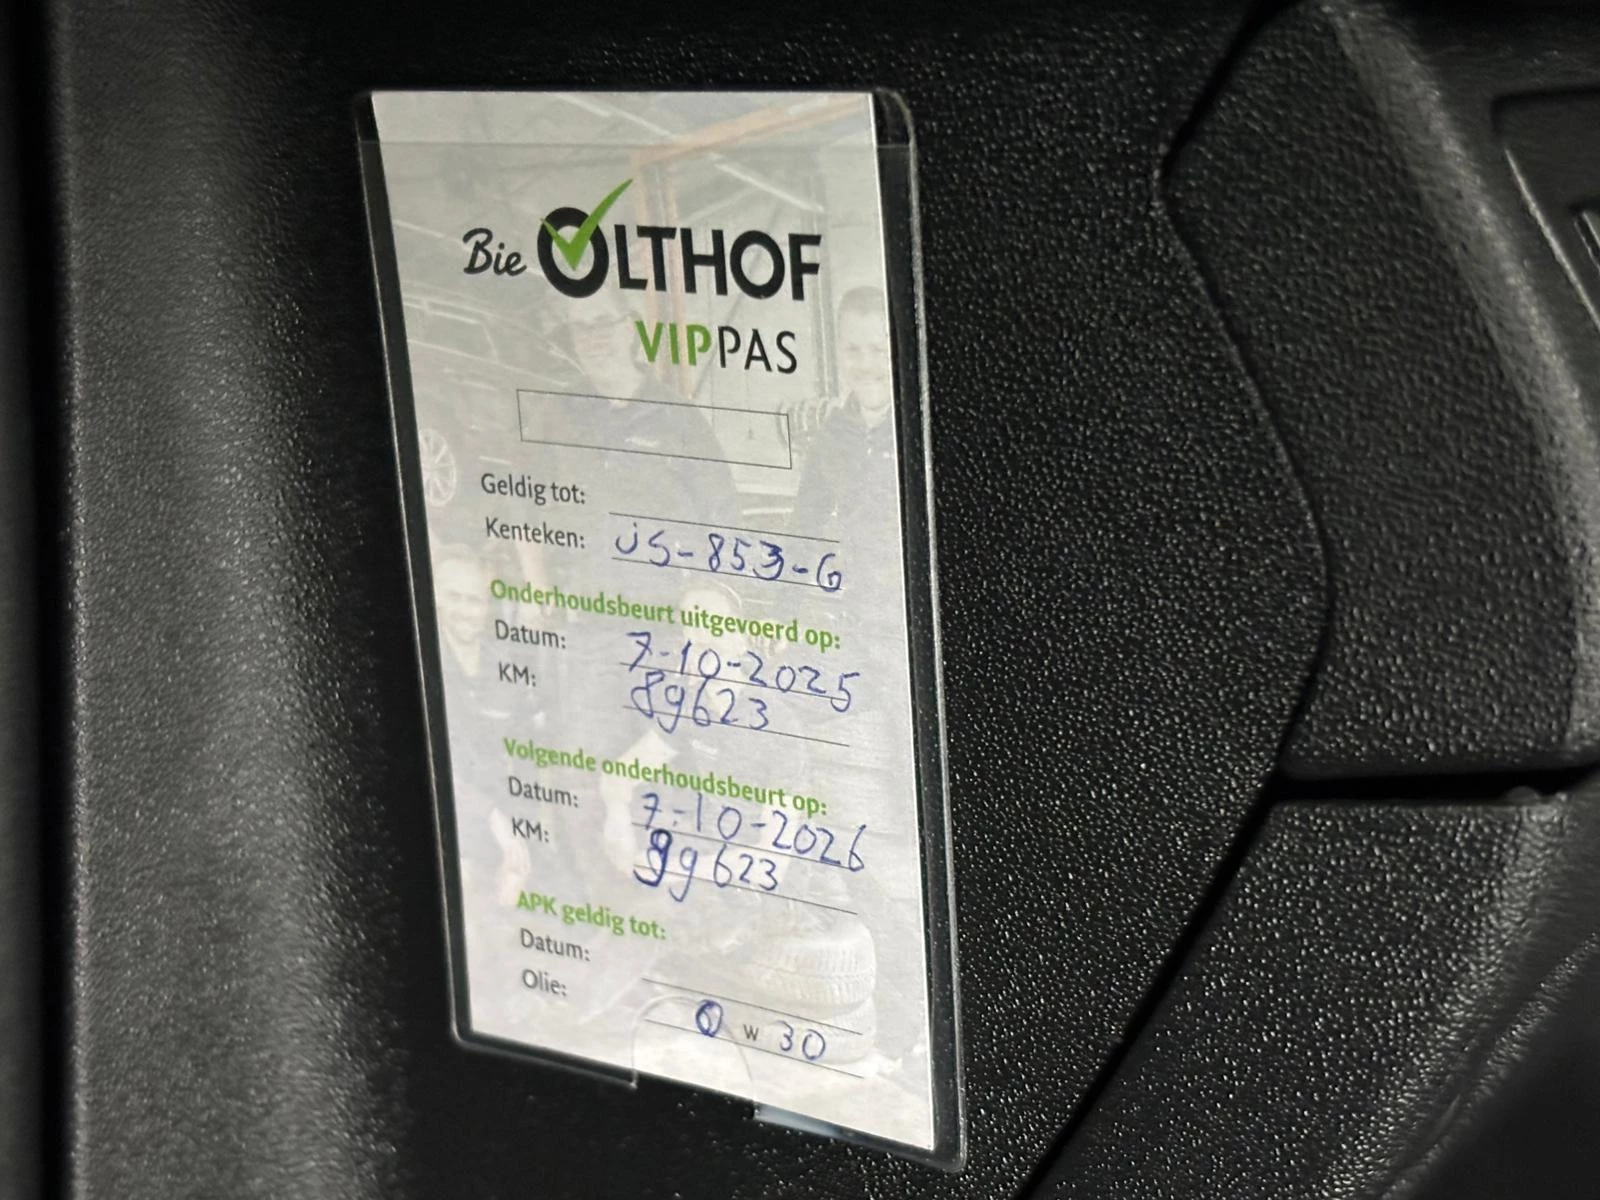 Bie OLTHOF
VIPPAS
Geldig tot:
Kenteken: JS-853-G
Onderhoudsbeurt uitgevoerd op:
Datum: 7-10-2025
KM: 89623
Volgende onderhoudsbeurt op:
Datum: 7-10-2026
KM: 99623
APK geldig tot:
Datum:
Olie: 0 w 30